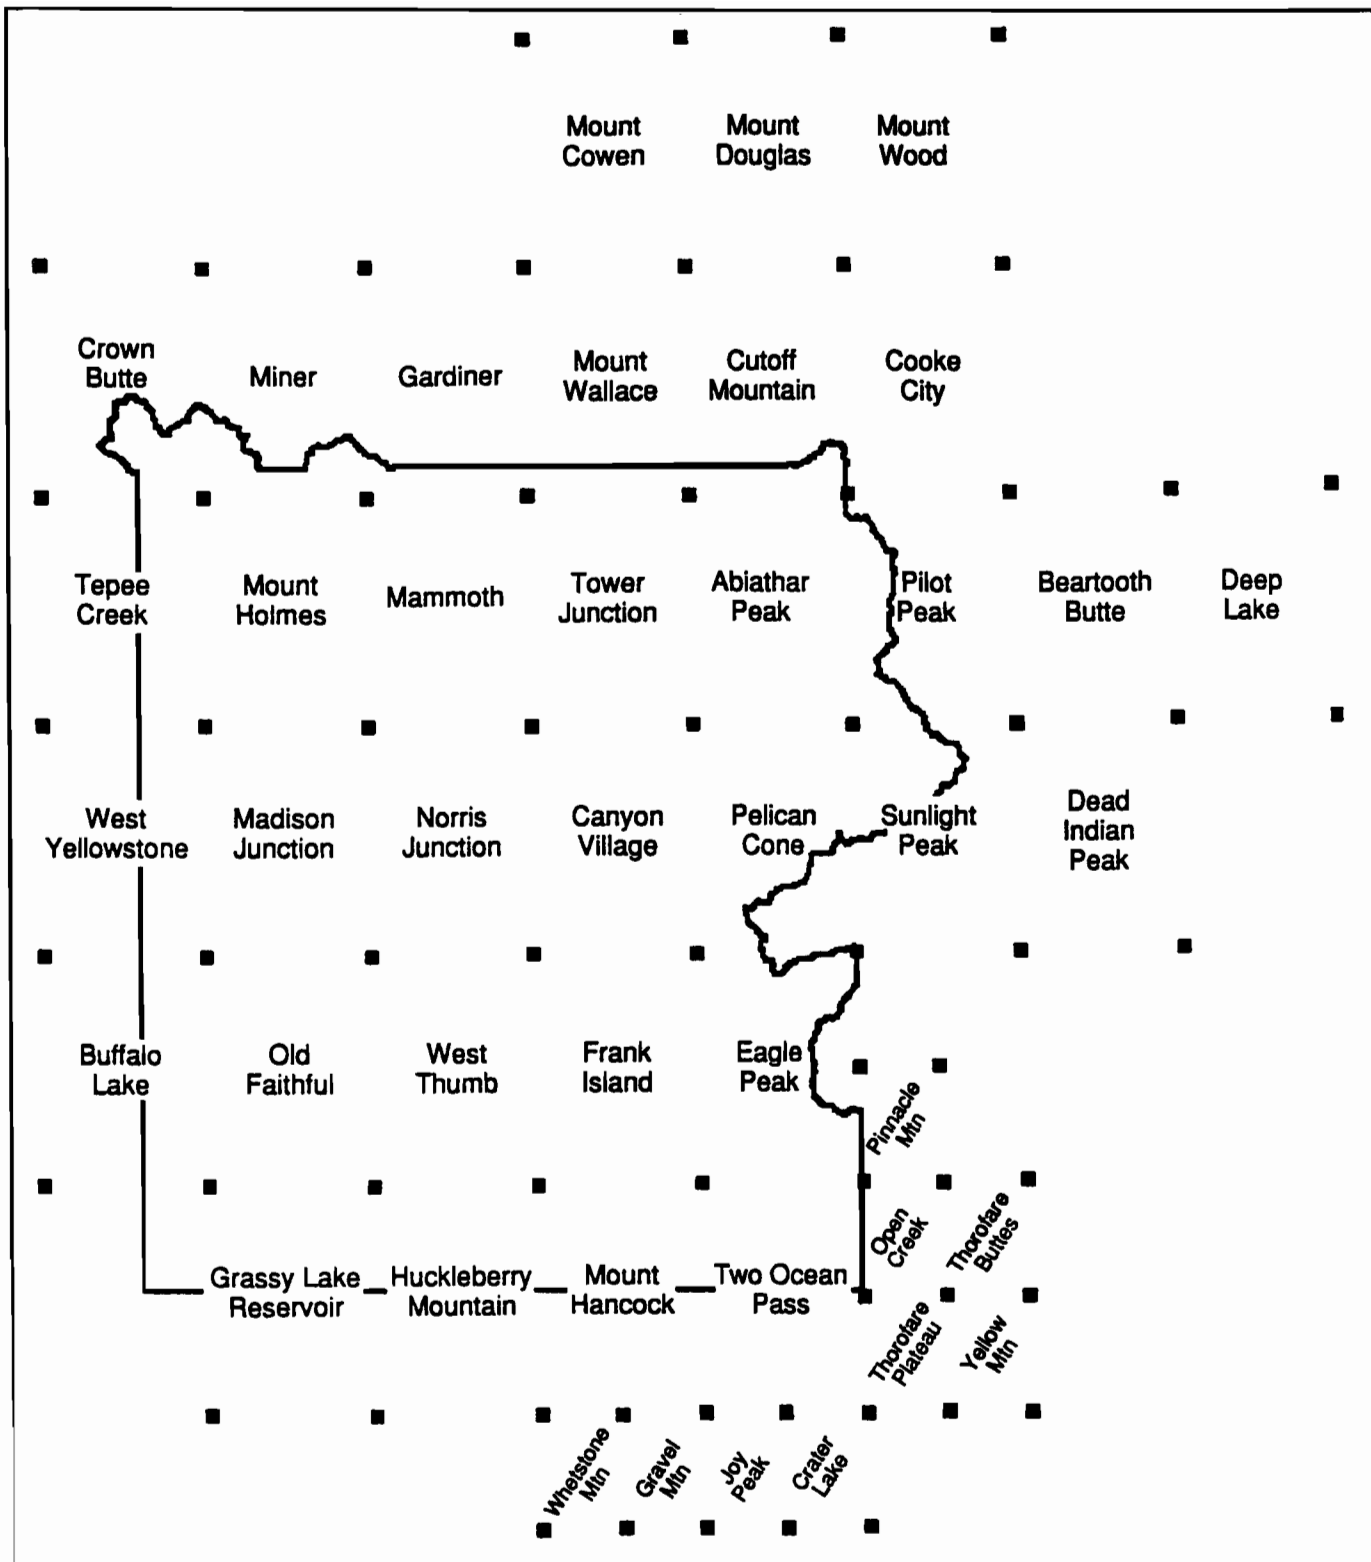 Mount
Cowen
Mount
Douglas
Mount
Wood
Crown
Butte
Miner
Gardiner
Mount
Wallace
Cutoff
Mountain
Cooke
City
Tepee
Creek
Mount
Holmes
Mammoth
Tower
Junction
Abiathar
Peak
Pilot
Peak
Beartooth
Butte
Deep
Lake
West
Yellowstone
Madison
Junction
Norris
Junction
Canyon
Village
Pelican
Cone
Sunlight
Peak
Dead
Indian
Peak
Buffalo
Lake
Old
Faithful
West
Thumb
Frank
Island
Eagle
Peak
Pinnacle
Mtn
Open
Creek
Thorofare
Buttes
Grassy Lake
Reservoir
Huckleberry
Mountain
Mount
Hancock
Two Ocean
Pass
Thorofare
Plateau
Yellow
Mtn
Whetstone
Mtn
Gravel
Mtn
Joy
Peak
Crater
Lake